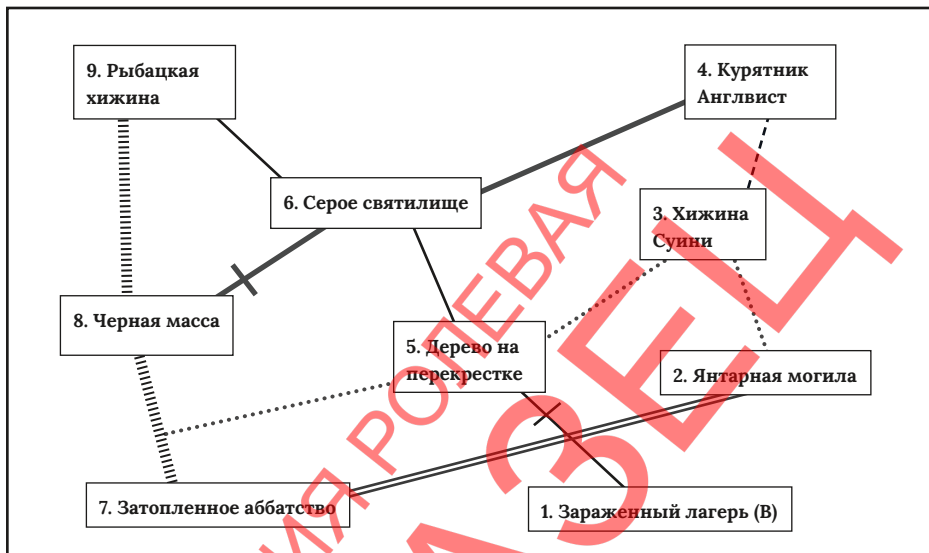 9. Рыбацкая
хижина
4. Курятник
Англвист
6. Серое святилище
3. Хижина
Суини
8. Черная масса
5. Дерево на
перекрестке
2. Янтарная могила
7. Затопленное аббатство
1. Зараженный лагерь (В)
РОЛЕВАЯ